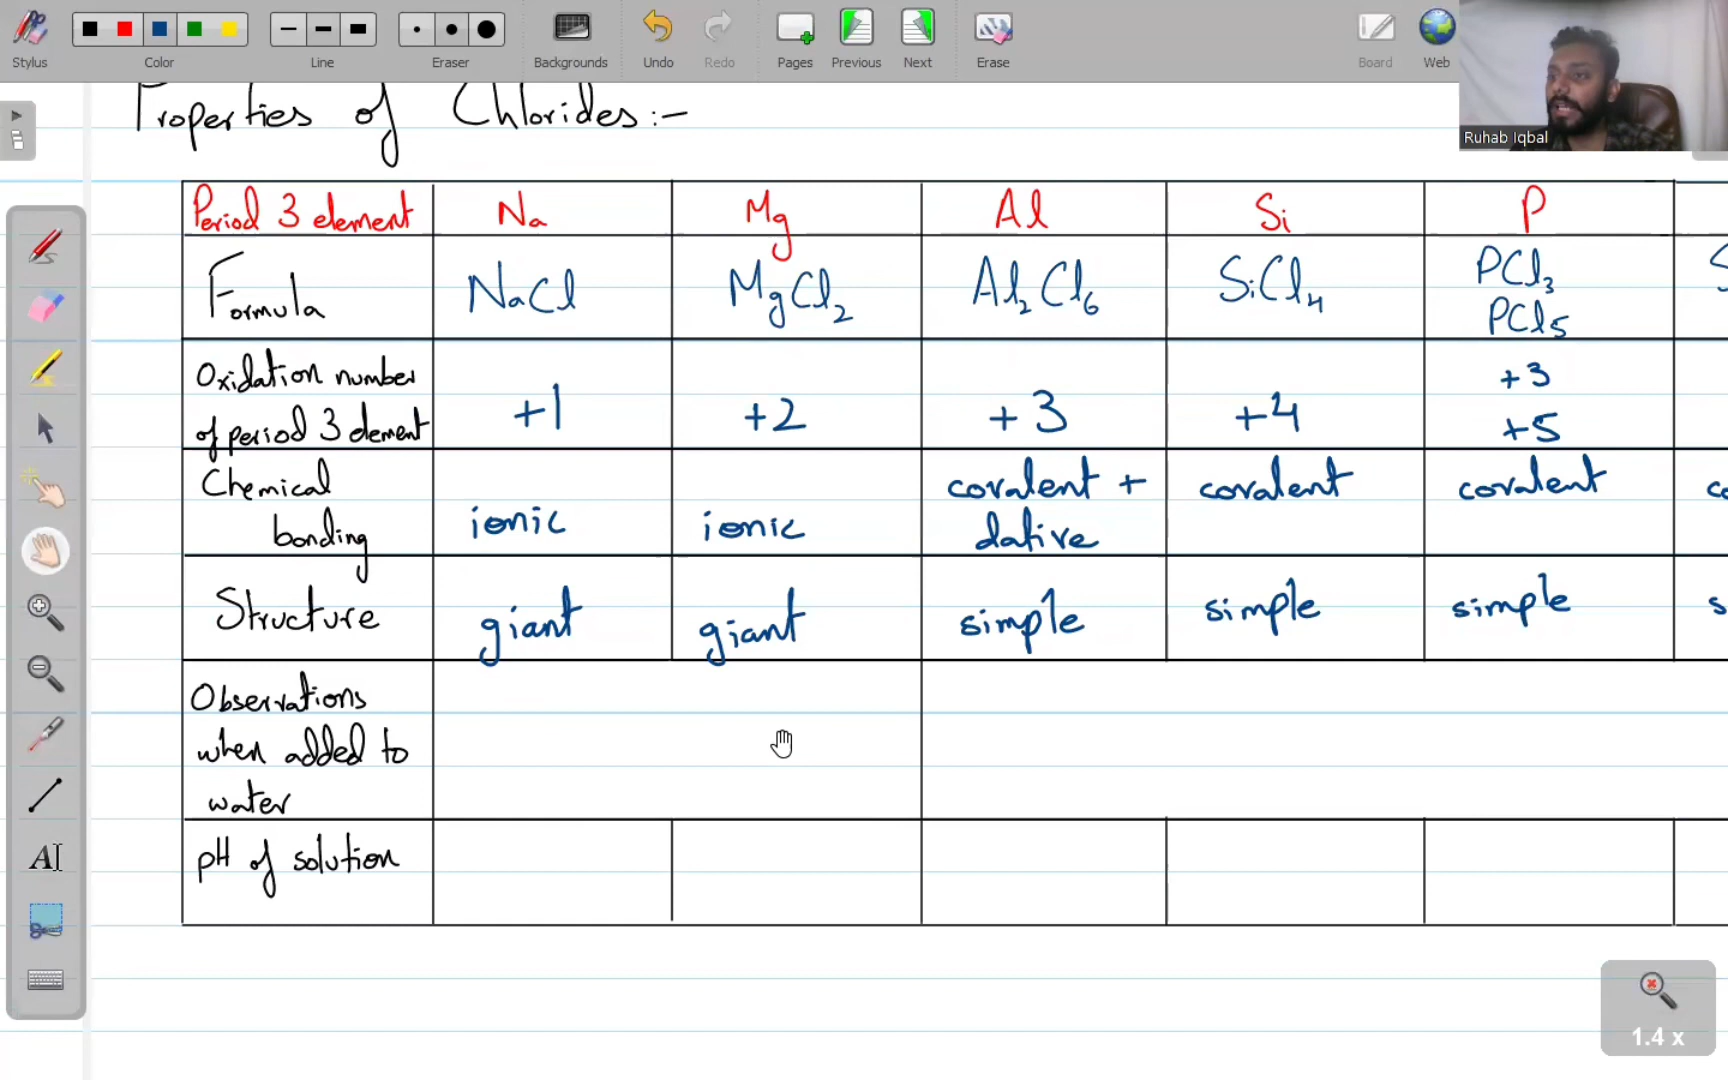 Stylus
Color
Line
Eraser
Backgrounds
Undo
Redo
Pages
Previous
Next
Erase
Board
Web
Ruhab Iqbal
Properties of Chlorides:-
Period 3 element Na Mg Al Si P
Formula NaCl MgCl₂ Al₂Cl₆ SiCl₄ PCl₃
PCl₅
Oxidation number
of period 3 element +1 +2 +3 +4 +3
+5
Chemical
bonding ionic ionic covalent +
dative covalent covalent
Structure giant giant simple simple simple
Observations
when added to
water
pH of solution
1.4 x